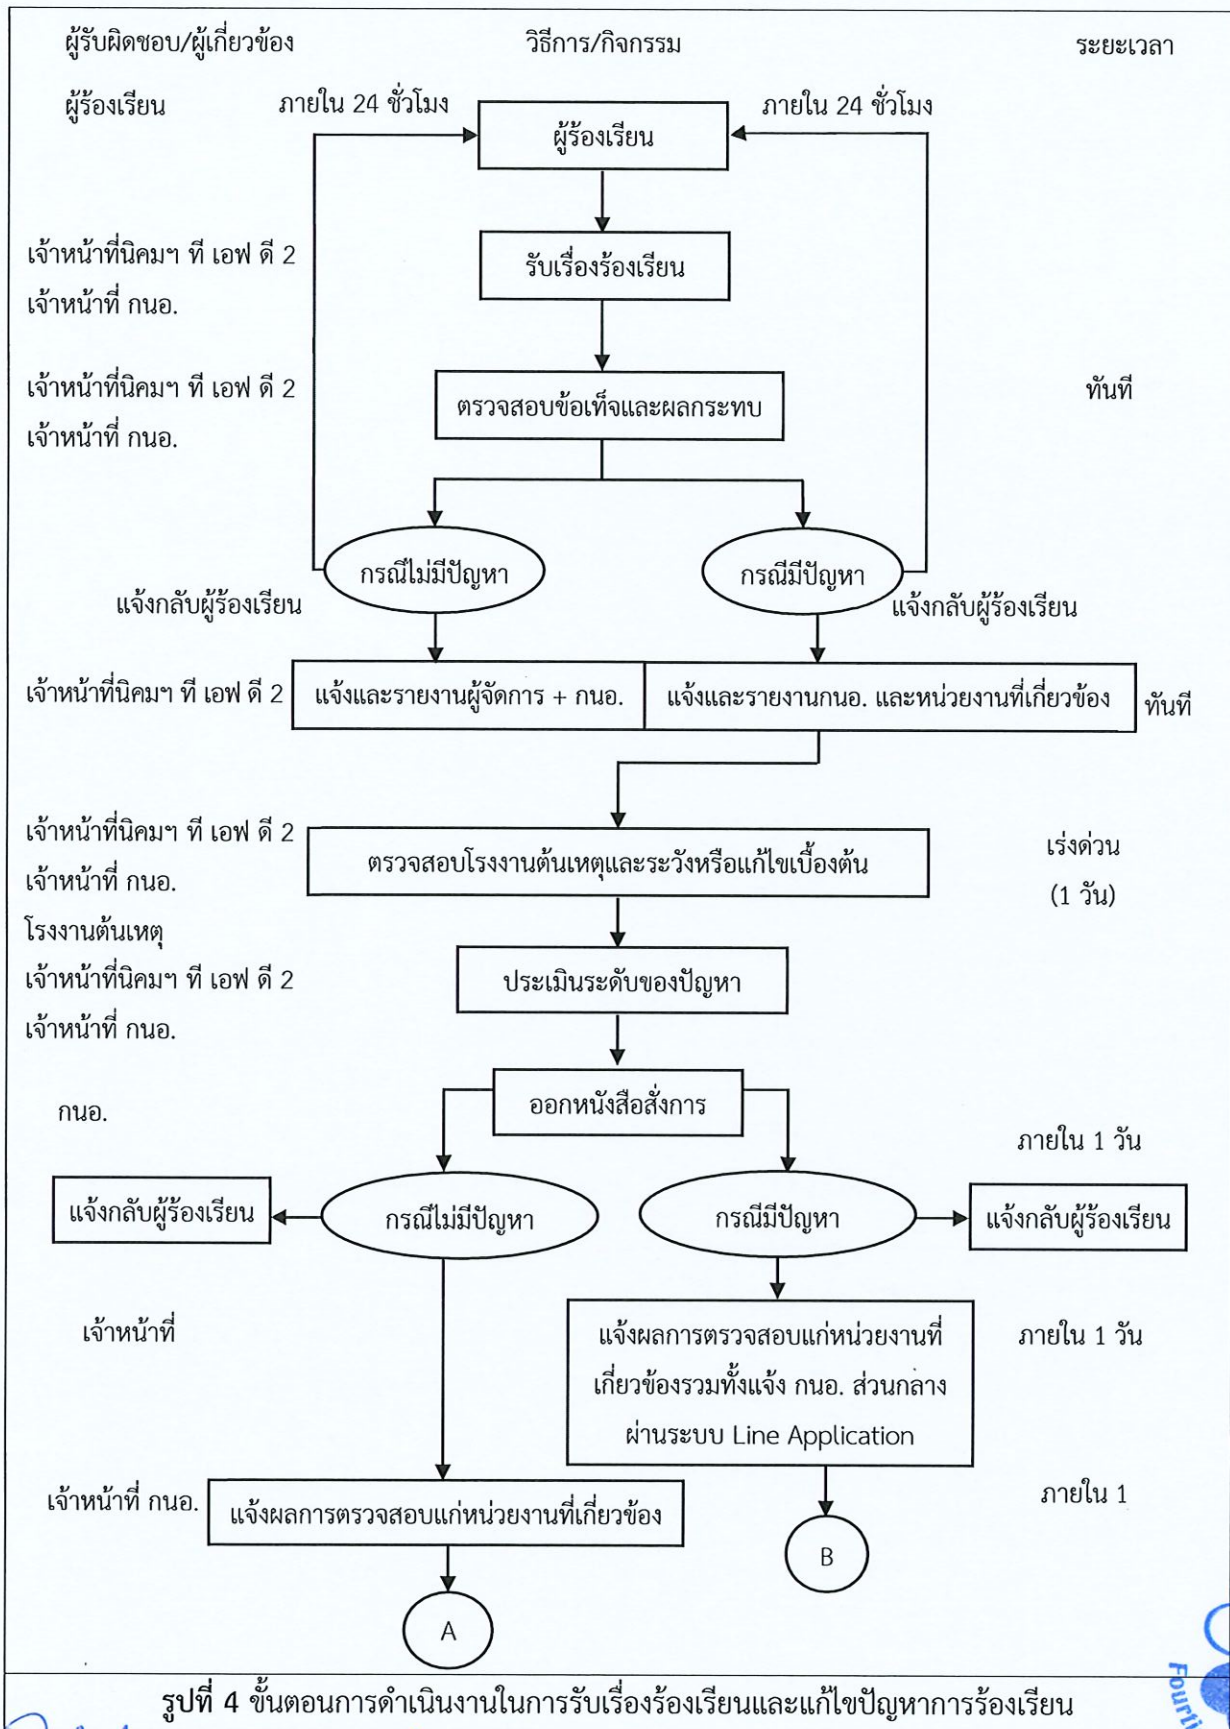 ผู้รับผิดชอบ/ผู้เกี่ยวข้อง วิธีการ/กิจกรรม ระยะเวลา
ผู้ร้องเรียน ภายใน 24 ชั่วโมง ภายใน 24 ชั่วโมง
ผู้ร้องเรียน
เจ้าหน้าที่นิคมฯ ที เอฟ ดี 2
รับเรื่องร้องเรียน
เจ้าหน้าที่ กนอ.
เจ้าหน้าที่นิคมฯ ที เอฟ ดี 2 ทันที
ตรวจสอบข้อเท็จและผลกระทบ
เจ้าหน้าที่ กนอ.
กรณีไม่มีปัญหา กรณีมีปัญหา
แจ้งกลับผู้ร้องเรียน แจ้งกลับผู้ร้องเรียน
เจ้าหน้าที่นิคมฯ ที เอฟ ดี 2 แจ้งและรายงานผู้จัดการ + กนอ. แจ้งและรายงานกนอ. และหน่วยงานที่เกี่ยวข้อง ทันที
เจ้าหน้าที่นิคมฯ ที เอฟ ดี 2 เร่งด่วน
ตรวจสอบโรงงานต้นเหตุและระวังหรือแก้ไขเบื้องต้น
เจ้าหน้าที่ กนอ. (1 วัน)
โรงงานต้นเหตุ
เจ้าหน้าที่นิคมฯ ที เอฟ ดี 2 ประเมินระดับของปัญหา
เจ้าหน้าที่ กนอ.
กนอ. ออกหนังสือสั่งการ
ภายใน 1 วัน
แจ้งกลับผู้ร้องเรียน กรณีไม่มีปัญหา กรณีมีปัญหา แจ้งกลับผู้ร้องเรียน
เจ้าหน้าที่ แจ้งผลการตรวจสอบแก่หน่วยงานที่ ภายใน 1 วัน
เกี่ยวข้องรวมทั้งแจ้ง กนอ. ส่วนกลาง
ผ่านระบบ Line Application
เจ้าหน้าที่ กนอ. แจ้งผลการตรวจสอบแก่หน่วยงานที่เกี่ยวข้อง ภายใน 1
B
A
รูปที่ 4 ขั้นตอนการดำเนินงานในการรับเรื่องร้องเรียนและแก้ไขปัญหาการร้องเรียน